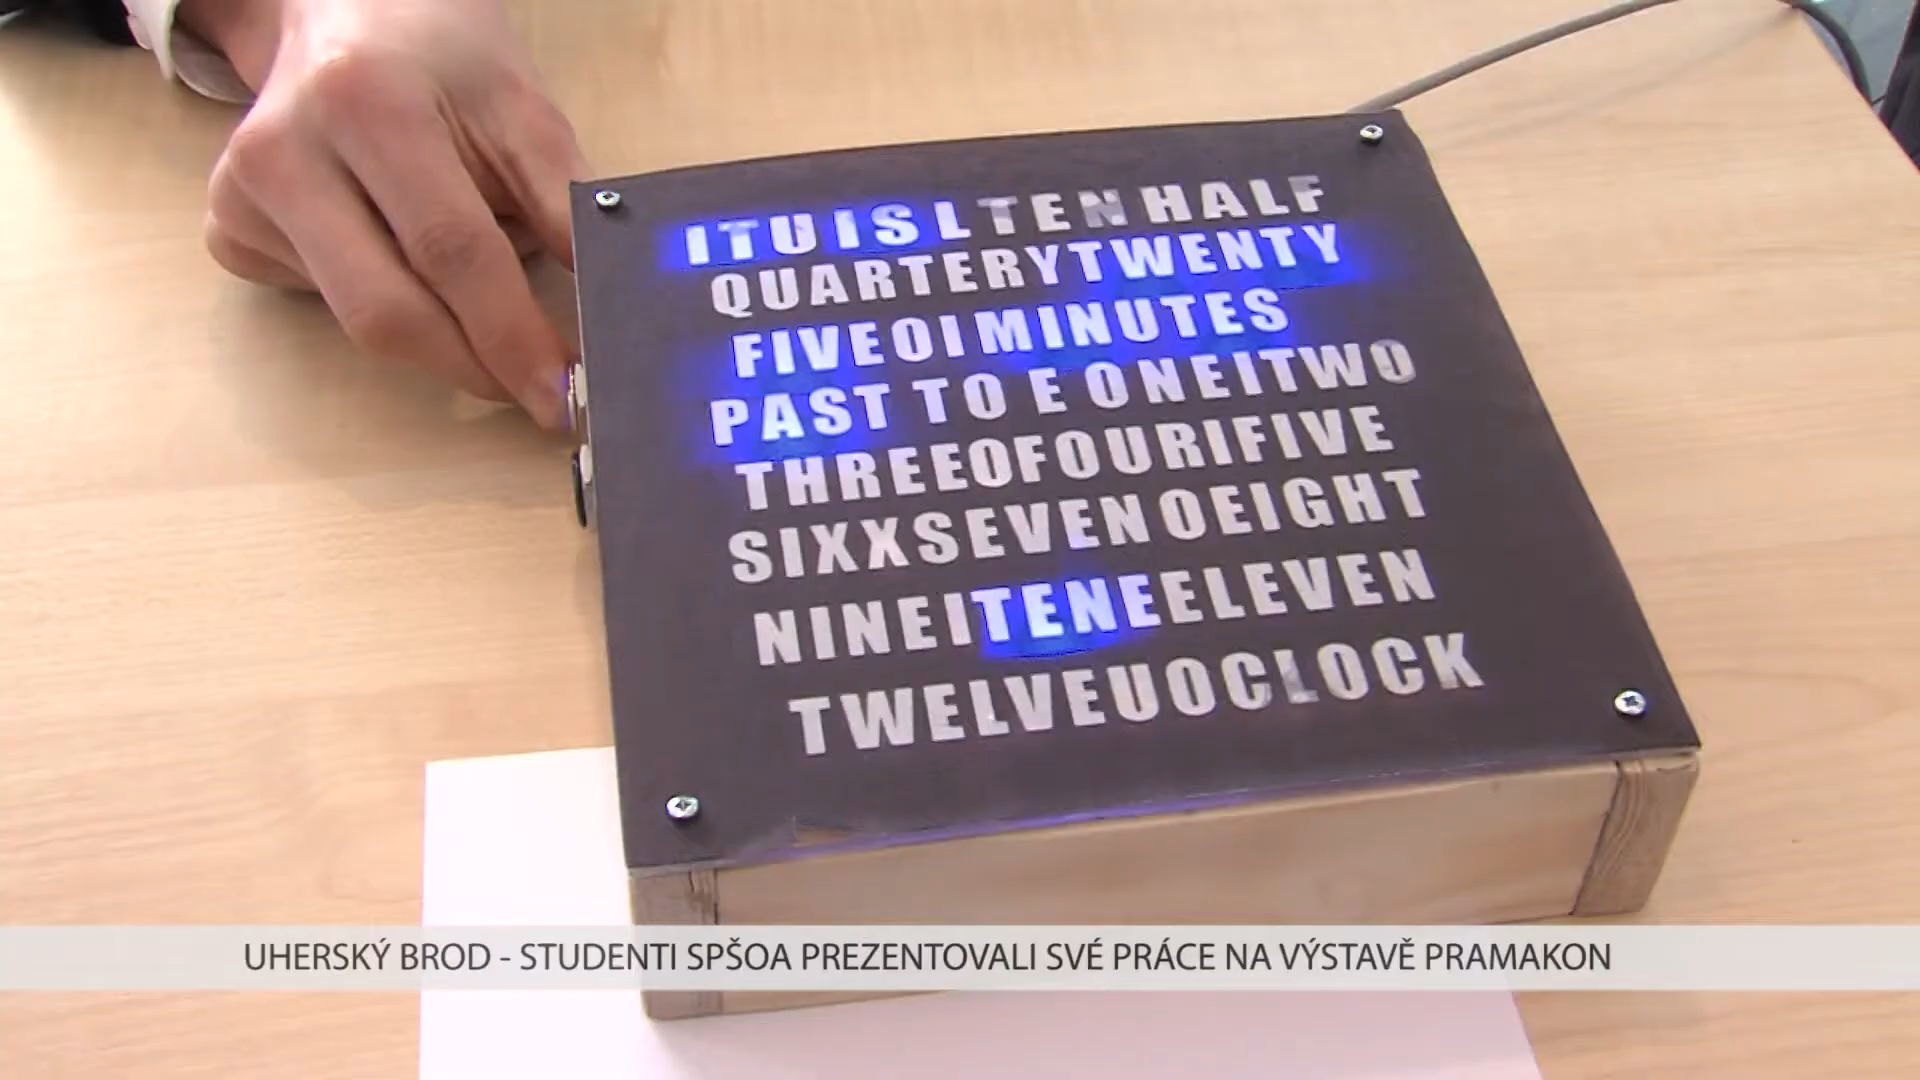 ITUISLTENHALF
QUARTERYTWENTY
FIVEOIMINUTES
PAST TO E ONEITWO
THREEOFOURIFIVE
SIXXSEVENOEIGHT
NINEITENEELEVEN
TWELVEUOCLOCK
UHERSKÝ BROD - STUDENTI SPŠOA PREZENTOVALI SVÉ PRÁCE NA VÝSTAVĚ PRAMAKON